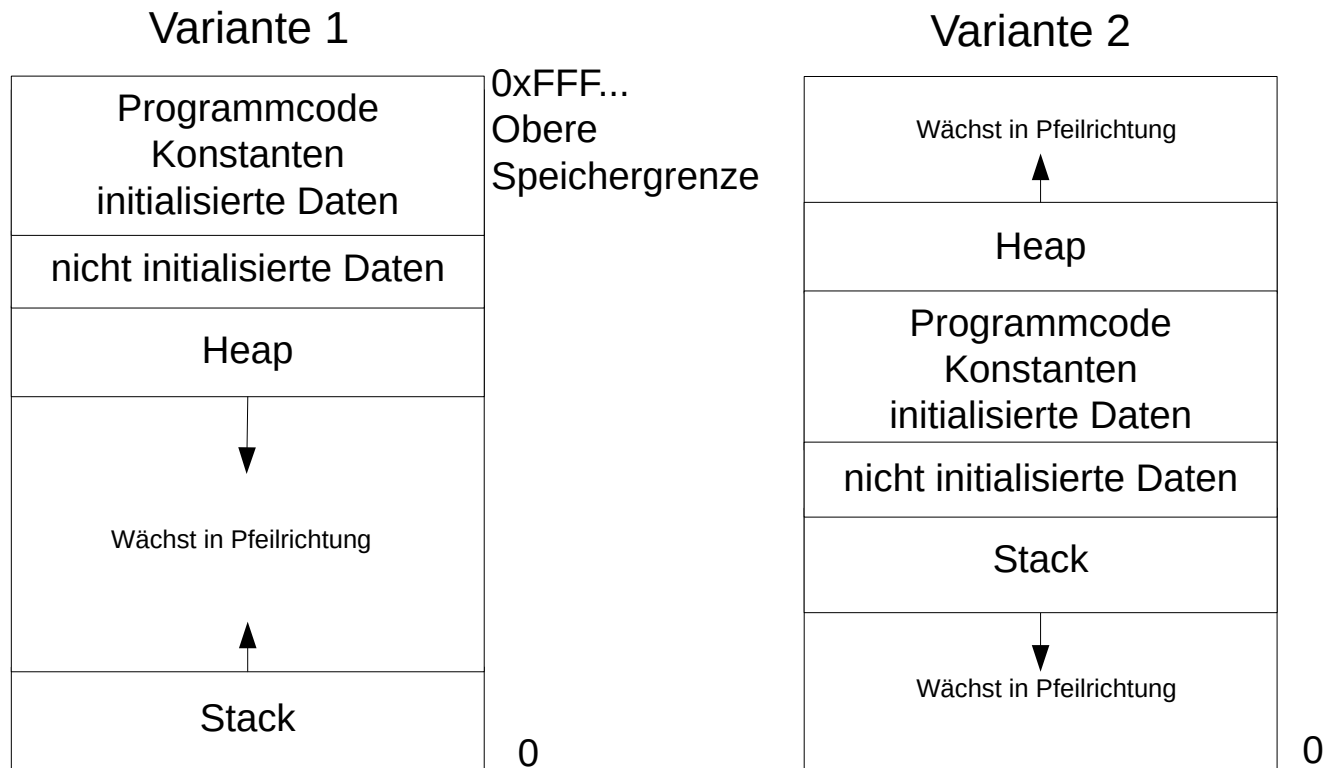 Variante 1
Programmcode
Konstanten
initialisierte Daten
nicht initialisierte Daten
Heap
Wächst in Pfeilrichtung
Stack
0xFFF...
Obere
Speichergrenze
0
Variante 2
Wächst in Pfeilrichtung
Heap
Programmcode
Konstanten
initialisierte Daten
nicht initialisierte Daten
Stack
Wächst in Pfeilrichtung
0